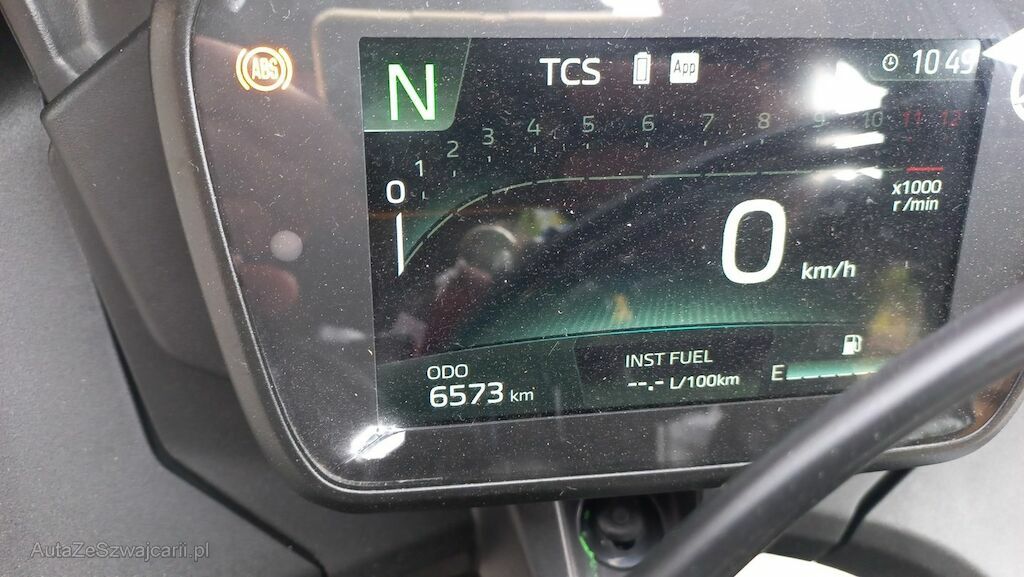 ABS
N
TCS
App
10 49
0 1 2 3 4 5 6 7 8 9 10 11 12
x1000
r/min
0 km/h
ODO
6573 km
INST FUEL
--.- L/100km
E
AutaZeSzwajcarii.pl